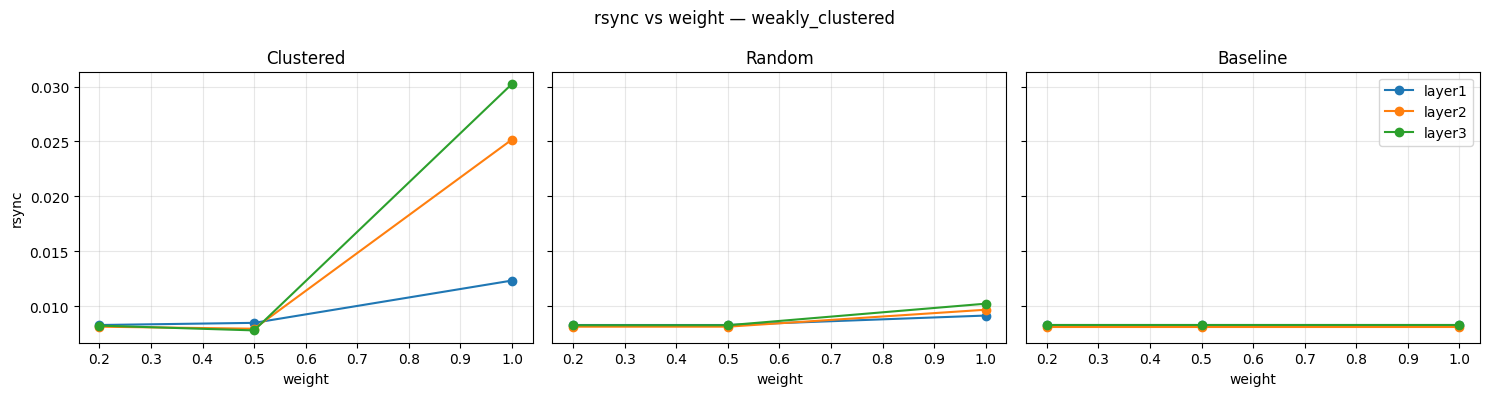 rsync vs weight — weakly_clustered
Clustered
Random
Baseline
rsync
0.030
0.025
0.020
0.015
0.010
0.2 0.3 0.4 0.5 0.6 0.7 0.8 0.9 1.0
weight
0.2 0.3 0.4 0.5 0.6 0.7 0.8 0.9 1.0
weight
layer1
layer2
layer3
0.2 0.3 0.4 0.5 0.6 0.7 0.8 0.9 1.0
weight